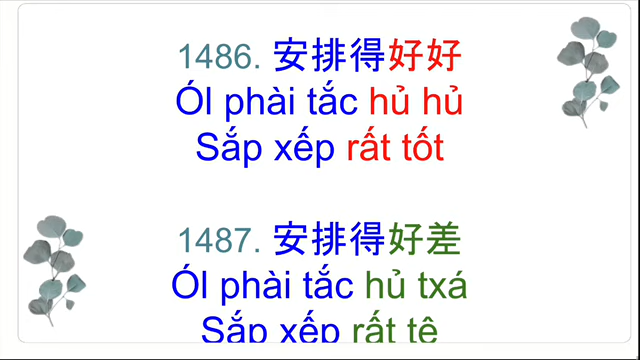 1486. 安排得好好
Ól phài tắc hủ hủ
Sắp xếp rất tốt
1487. 安排得好差
Ól phài tắc hủ txá
Sắp xếp rất tệ